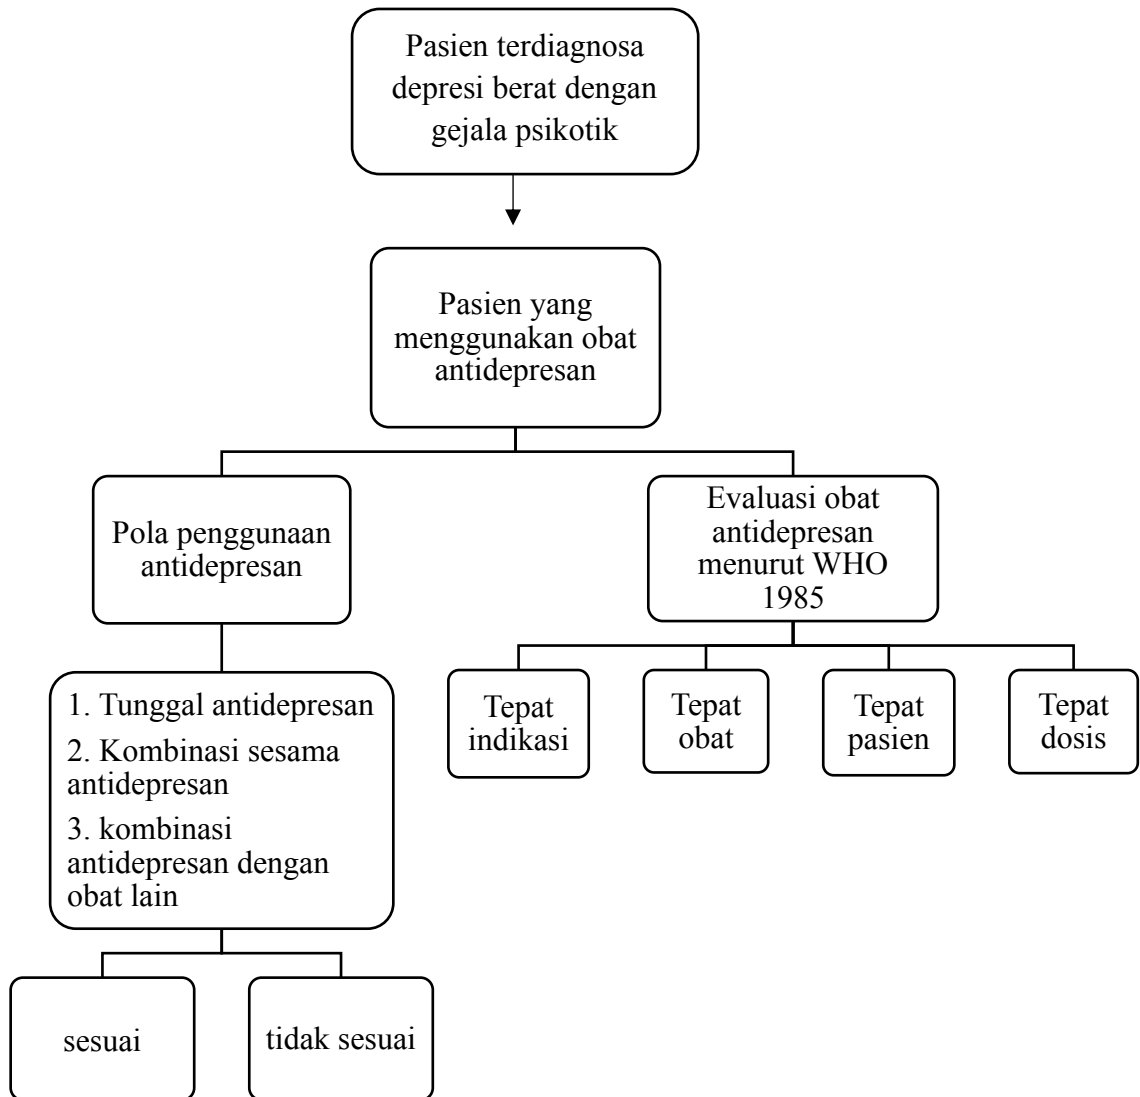 Pasien terdiagnosa
depresi berat dengan
gejala psikotik
Pasien yang
menggunakan obat
antidepresan
Pola penggunaan
antidepresan
Evaluasi obat
antidepresan
menurut WHO
1985
1. Tunggal antidepresan
2. Kombinasi sesama
antidepresan
3. kombinasi
antidepresan dengan
obat lain
Tepat
indikasi
Tepat
obat
Tepat
pasien
Tepat
dosis
sesuai
tidak sesuai